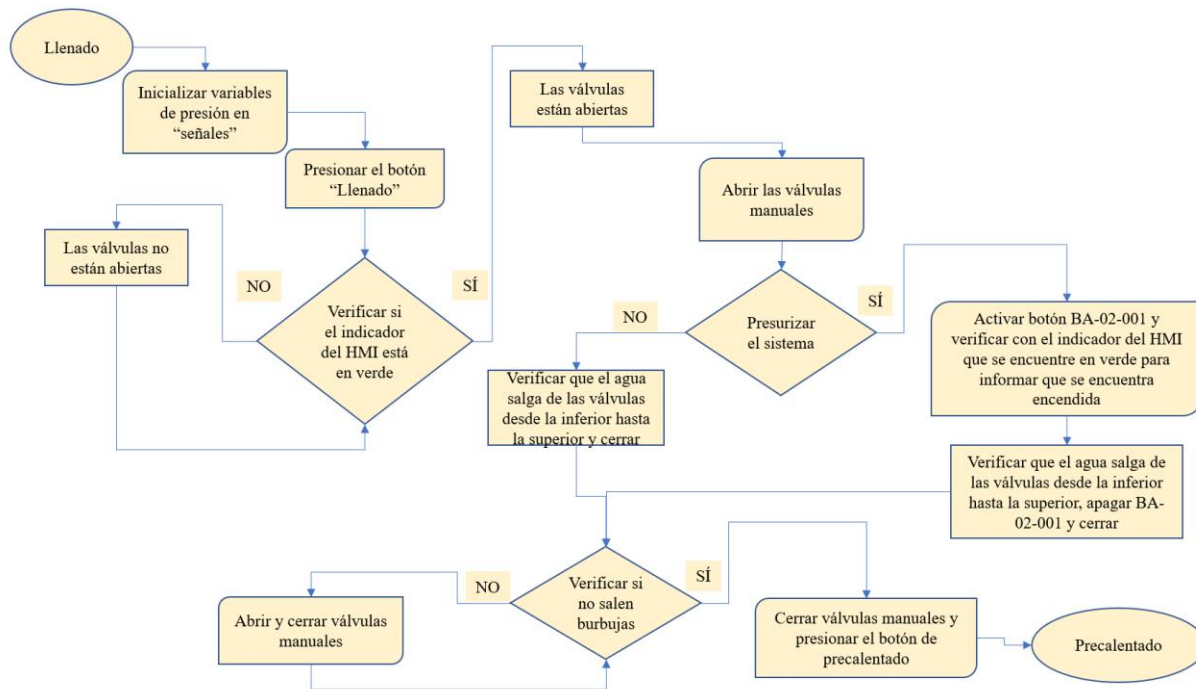 Llenado
Inicializar variables
de presión en
“señales”
Presionar el botón
“Llenado”
Las válvulas no
están abiertas
NO
Verificar si
el indicador
del HMI está
en verde
SÍ
Las válvulas
están abiertas
Abrir las válvulas
manuales
NO
Presurizar
el sistema
SÍ
Activar botón BA-02-001 y
verificar con el indicador del HMI
que se encuentre en verde para
informar que se encuentra
encendida
Verificar que el agua
salga de las válvulas
desde la inferior hasta
la superior y cerrar
Verificar que el agua salga de
las válvulas desde la inferior
hasta la superior, apagar BA-
02-001 y cerrar
NO
Verificar si
no salen
burbujas
SÍ
Abrir y cerrar válvulas
manuales
Cerrar válvulas manuales y
presionar el botón de
precalentado
Precalentado